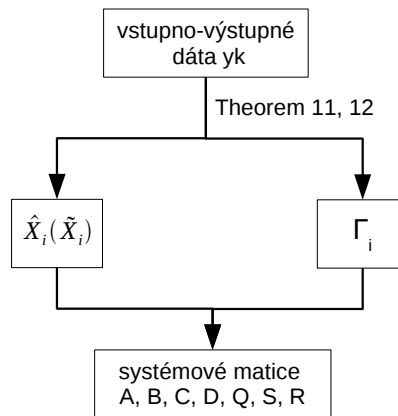 vstupno-výstupné
dáta yk
Theorem 11, 12
X̂ᵢ(X̃ᵢ)
Γᵢ
systémové matice
A, B, C, D, Q, S, R